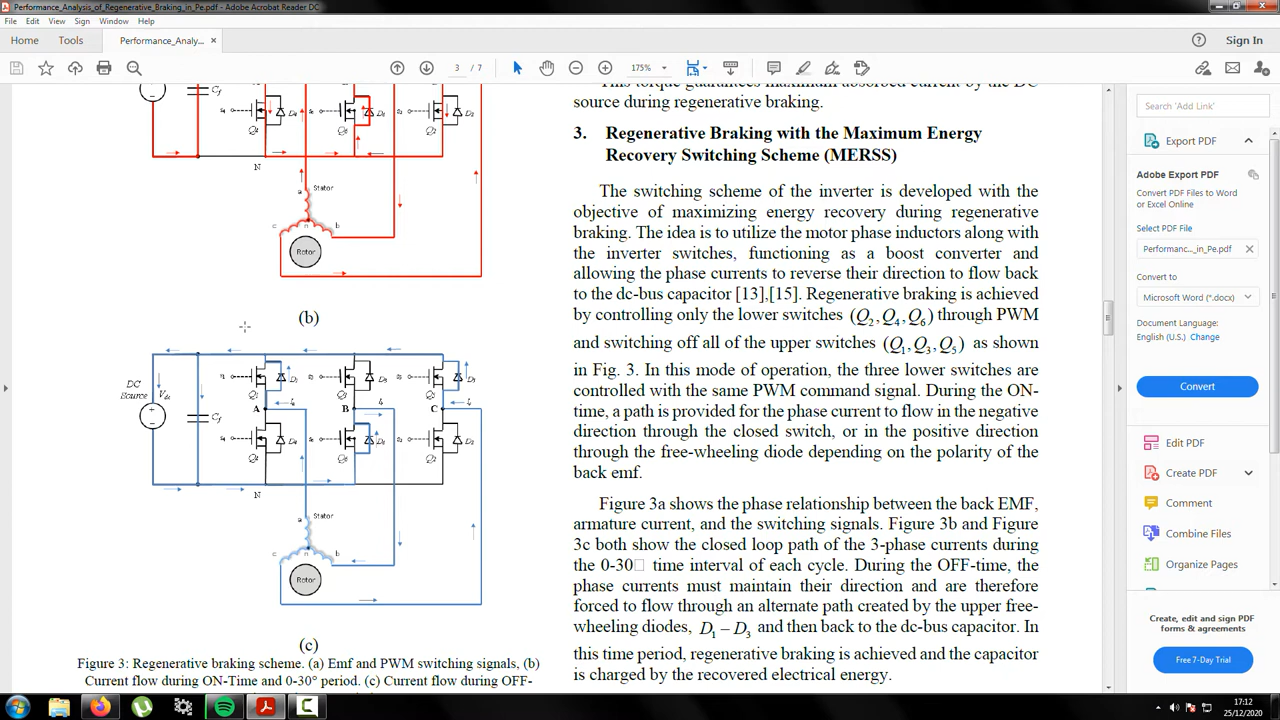 Performance_Analysis_of_Regenerative_Braking_in_Pe.pdf - Adobe Acrobat Reader DC
File Edit View Sign Window Help
Home Tools Performance_Analy... × Sign In
3 / 7 175%
Search 'Add Link'
Export PDF
Adobe Export PDF
Convert PDF Files to Word
or Excel Online
Select PDF File
Performanc..._in_Pe.pdf
Convert to
Microsoft Word (*.docx)
Document Language:
English (U.S.) Change
Convert
Edit PDF
Create PDF
Comment
Combine Files
Organize Pages
Create, edit and sign PDF
forms & agreements
Free 7-Day Trial
N
a Stator
c n b
Rotor
(b)
DC
Source
V_dc
C_f
A B C
N
a Stator
c n b
Rotor
(c)
Figure 3: Regenerative braking scheme. (a) Emf and PWM switching signals, (b)
Current flow during ON-Time and 0-30° period. (c) Current flow during OFF-
source during regenerative braking.
3. Regenerative Braking with the Maximum Energy
Recovery Switching Scheme (MERSS)
The switching scheme of the inverter is developed with the
objective of maximizing energy recovery during regenerative
braking. The idea is to utilize the motor phase inductors along with
the inverter switches, functioning as a boost converter and
allowing the phase currents to reverse their direction to flow back
to the dc-bus capacitor [13],[15]. Regenerative braking is achieved
by controlling only the lower switches (Q₂,Q₄,Q₆) through PWM
and switching off all of the upper switches (Q₁,Q₃,Q₅) as shown
in Fig. 3. In this mode of operation, the three lower switches are
controlled with the same PWM command signal. During the ON-
time, a path is provided for the phase current to flow in the negative
direction through the closed switch, or in the positive direction
through the free-wheeling diode depending on the polarity of the
back emf.
Figure 3a shows the phase relationship between the back EMF,
armature current, and the switching signals. Figure 3b and Figure
3c both show the closed loop path of the 3-phase currents during
the 0-30□ time interval of each cycle. During the OFF-time, the
phase currents must maintain their direction and are therefore
forced to flow through an alternate path created by the upper free-
wheeling diodes, D₁ − D₃ and then back to the dc-bus capacitor. In
this time period, regenerative braking is achieved and the capacitor
is charged by the recovered electrical energy.
17:12
25/12/2020